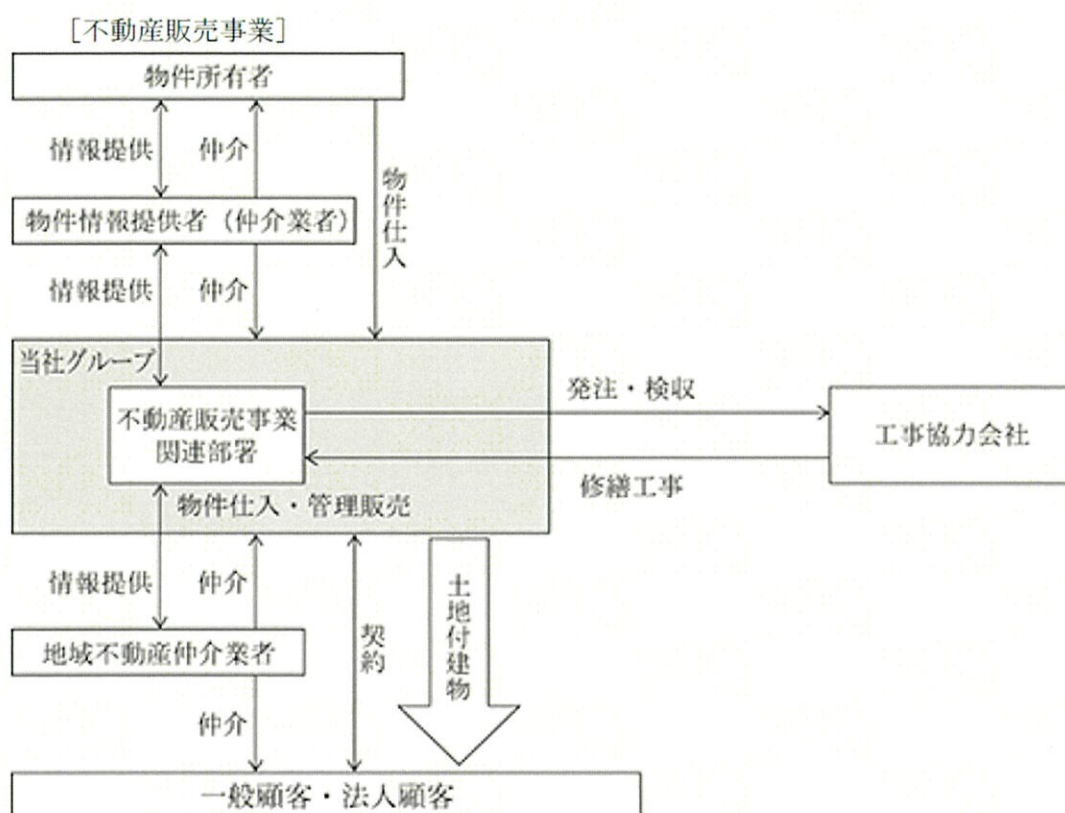 [不動産販売事業]
物件所有者
情報提供
仲介
物件仕入
物件情報提供者（仲介業者）
情報提供
仲介
当社グループ
不動産販売事業
関連部署
発注・検収
工事協力会社
修繕工事
物件仕入・管理販売
情報提供
仲介
契約
土地付建物
地域不動産仲介業者
仲介
一般顧客・法人顧客